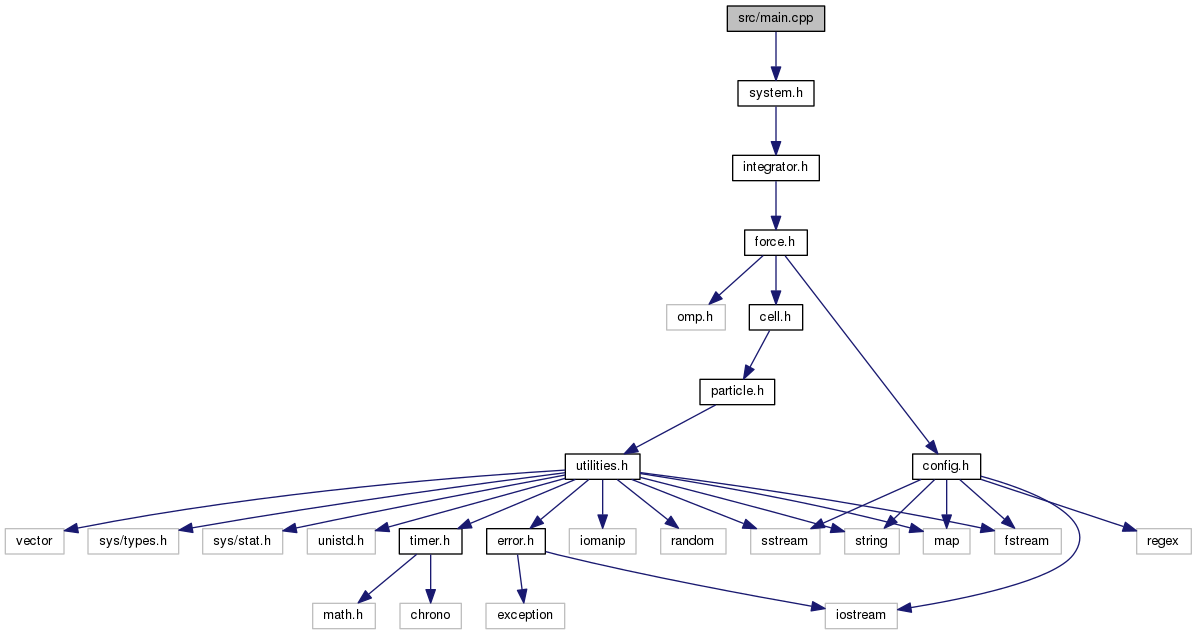 src/main.cpp
system.h
integrator.h
force.h
omp.h
cell.h
particle.h
utilities.h
config.h
vector
sys/types.h
sys/stat.h
unistd.h
timer.h
error.h
iomanip
random
sstream
string
map
fstream
regex
math.h
chrono
exception
iostream